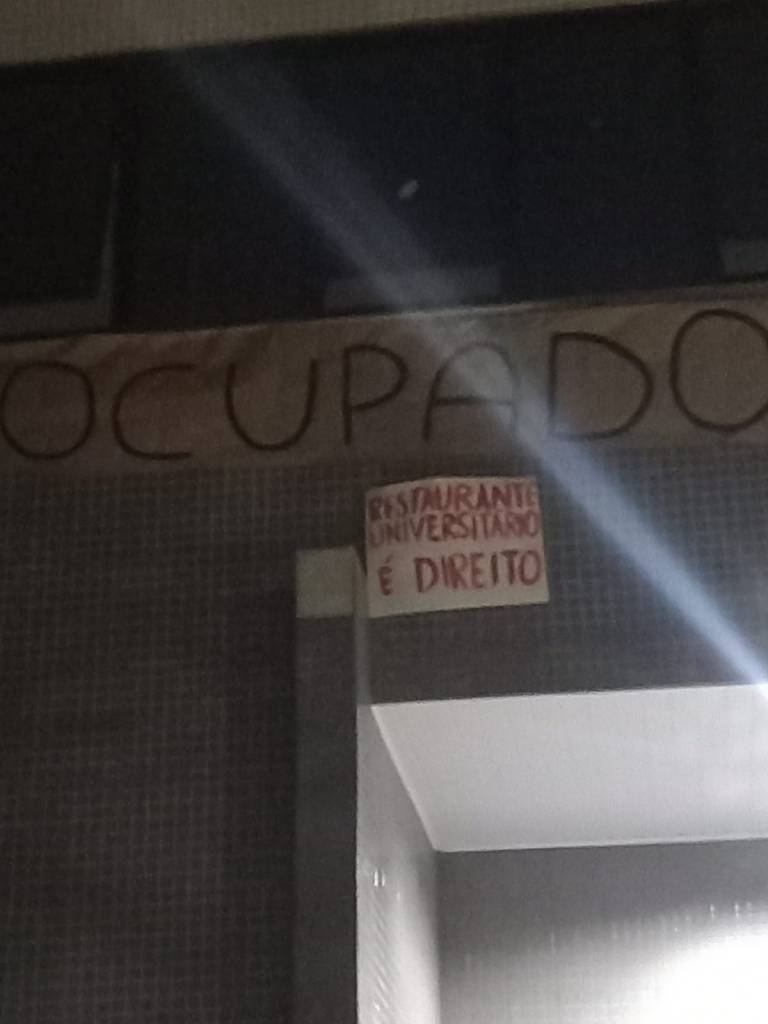 OCUPADO
RESTAURANTE
UNIVERSITÁRIO
É DIREITO